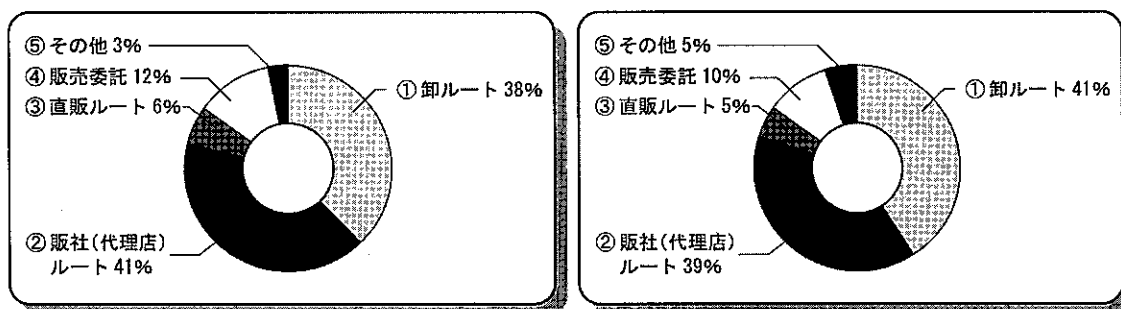 ⑤ その他 3%
④ 販売委託 12%
③ 直販ルート 6%
① 卸ルート 38%
② 販社(代理店)
ルート 41%
⑤ その他 5%
④ 販売委託 10%
③ 直販ルート 5%
① 卸ルート 41%
② 販社(代理店)
ルート 39%